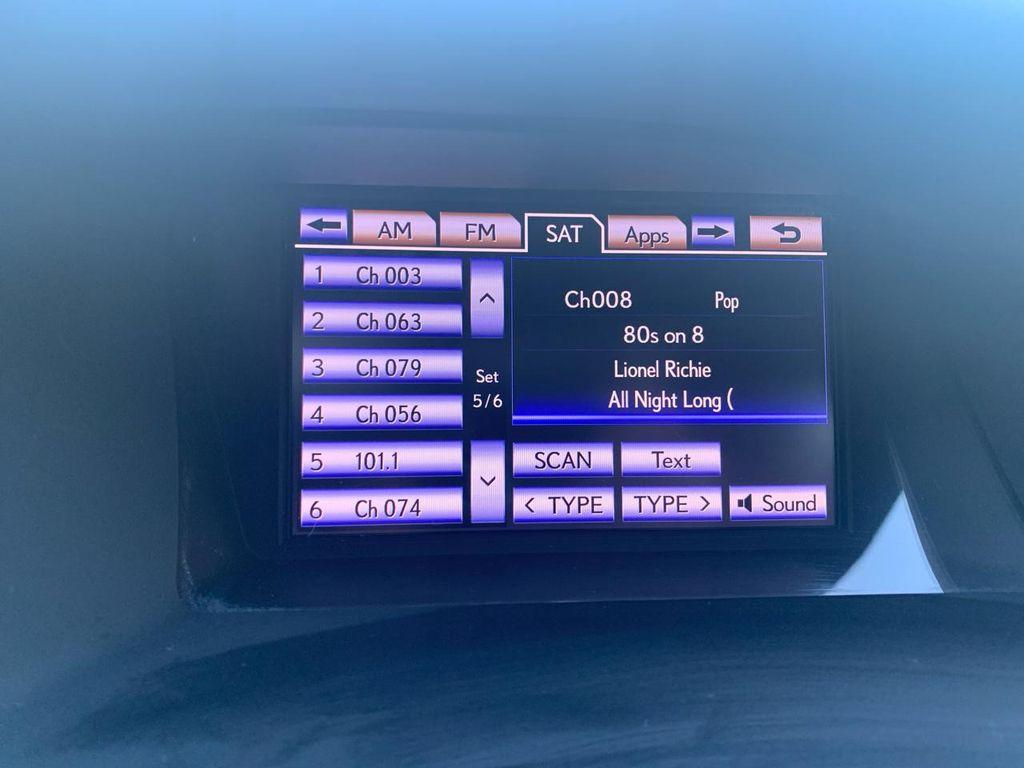 AM FM SAT Apps
1 Ch 003
2 Ch 063
3 Ch 079
4 Ch 056
5 101.1
6 Ch 074
Set
5/6
Ch008 Pop
80s on 8
Lionel Richie
All Night Long (
SCAN Text
< TYPE TYPE > Sound